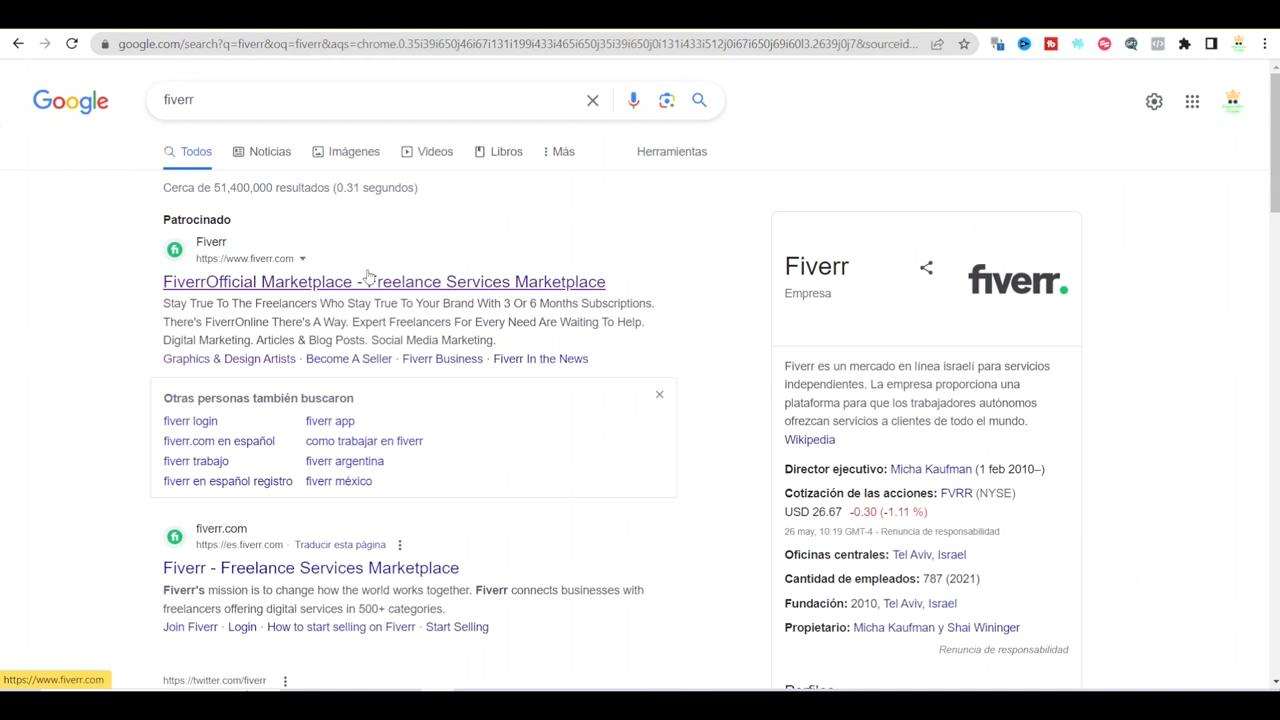 google.com/search?q=fiverr&oq=fiverr&aqs=chrome.0.35i39i650j46i67i131i199i433i465i650j35i39i650j0i131i433i512j0i67i650j69i60l3.2639j0j7&sourceid...
Google
fiverr
Todos
Noticias
Imágenes
Videos
Libros
Más
Herramientas
Cerca de 51,400,000 resultados (0.31 segundos)
Patrocinado
Fiverr
https://www.fiverr.com
FiverrOfficial Marketplace - Freelance Services Marketplace
Stay True To The Freelancers Who Stay True To Your Brand With 3 Or 6 Months Subscriptions.
There's FiverrOnline There's A Way. Expert Freelancers For Every Need Are Waiting To Help.
Digital Marketing. Articles & Blog Posts. Social Media Marketing.
Graphics & Design Artists · Become A Seller · Fiverr Business · Fiverr In the News
Otras personas también buscaron
fiverr login
fiverr app
fiverr.com en español
como trabajar en fiverr
fiverr trabajo
fiverr argentina
fiverr en español registro
fiverr méxico
fiverr.com
https://es.fiverr.com · Traducir esta página
Fiverr - Freelance Services Marketplace
Fiverr's mission is to change how the world works together. Fiverr connects businesses with
freelancers offering digital services in 500+ categories.
Join Fiverr · Login · How to start selling on Fiverr · Start Selling
https://twitter.com/fiverr
Fiverr
Empresa
fiverr.
Fiverr es un mercado en línea israelí para servicios
independientes. La empresa proporciona una
plataforma para que los trabajadores autónomos
ofrezcan servicios a clientes de todo el mundo.
Wikipedia
Director ejecutivo: Micha Kaufman (1 feb 2010–)
Cotización de las acciones: FVRR (NYSE)
USD 26.67 -0.30 (-1.11 %)
26 may, 10:19 GMT-4 - Renuncia de responsabilidad
Oficinas centrales: Tel Aviv, Israel
Cantidad de empleados: 787 (2021)
Fundación: 2010, Tel Aviv, Israel
Propietario: Micha Kaufman y Shai Wininger
Renuncia de responsabilidad
Perfiles
https://www.fiverr.com